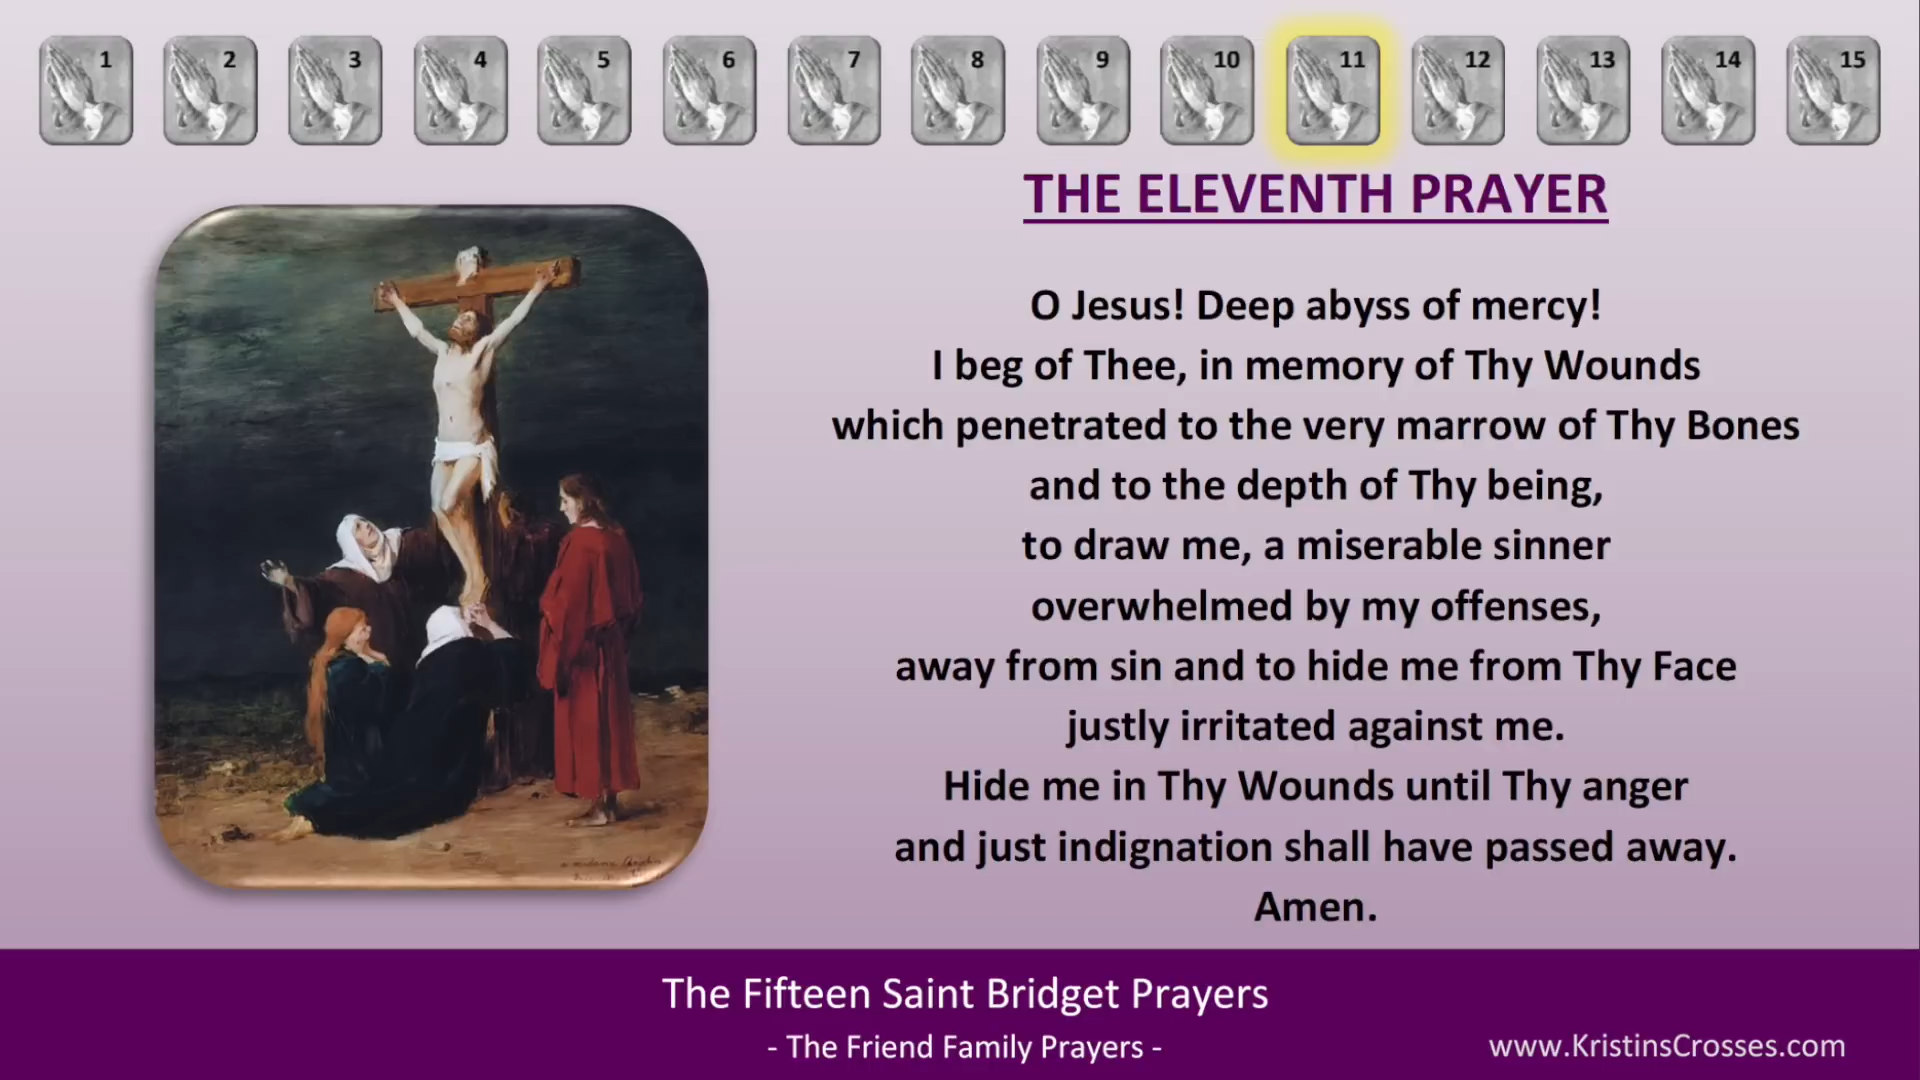 1 2 3 4 5 6 7 8 9 10 11 12 13 14 15
THE ELEVENTH PRAYER
O Jesus! Deep abyss of mercy!
I beg of Thee, in memory of Thy Wounds
which penetrated to the very marrow of Thy Bones
and to the depth of Thy being,
to draw me, a miserable sinner
overwhelmed by my offenses,
away from sin and to hide me from Thy Face
justly irritated against me.
Hide me in Thy Wounds until Thy anger
and just indignation shall have passed away.
Amen.
The Fifteen Saint Bridget Prayers
- The Friend Family Prayers -
www.KristinsCrosses.com